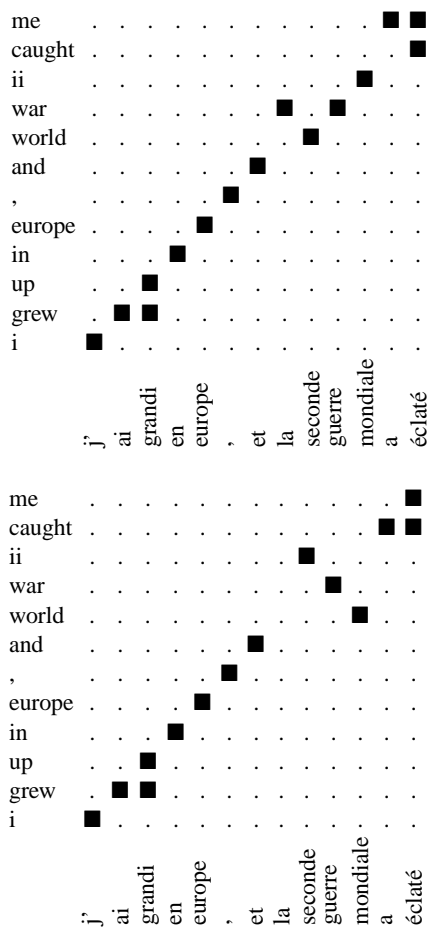 me
caught
ii
war
world
and
,
europe
in
up
grew
i
j’ ai grandi en europe , et la seconde guerre mondiale a éclaté
me
caught
ii
war
world
and
,
europe
in
up
grew
i
j’ ai grandi en europe , et la seconde guerre mondiale a éclaté